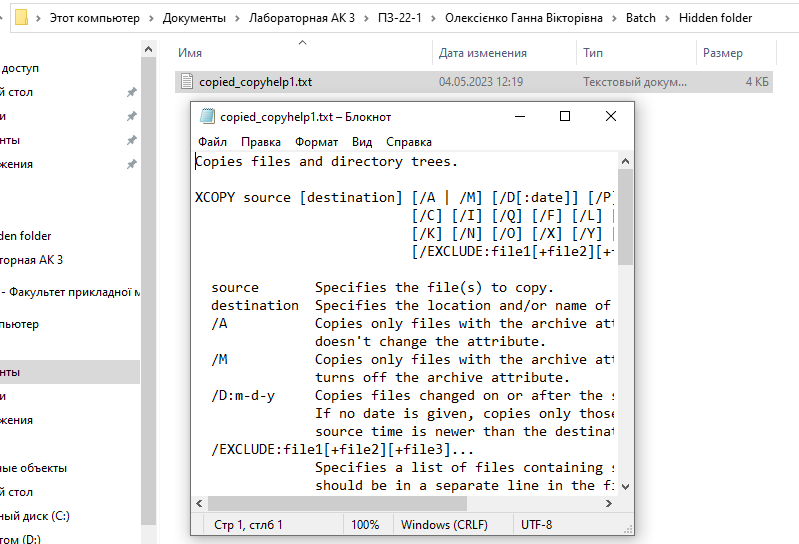 Этот компьютер > Документы > Лабораторная АК 3 > ПЗ-22-1 > Олексієнко Ганна Вікторівна > Batch > Hidden folder
Имя Дата изменения Тип Размер
copied_copyhelp1.txt 04.05.2023 12:19 Текстовый докум... 4 КБ
доступ
й стол
и
нты
жения
den folder
торная АК 3
- Факультет прикладної м
пьютер
нты
и
жения
ные объекты
й стол
ный диск (C:)
том (D:)
copied_copyhelp1.txt – Блокнот
Файл Правка Формат Вид Справка
Copies files and directory trees.
XCOPY source [destination] [/A | /M] [/D[:date]] [/P]
[/C] [/I] [/Q] [/F] [/L] [
[/K] [/N] [/O] [/X] [/Y] [
[/EXCLUDE:file1[+file2][+
source Specifies the file(s) to copy.
destination Specifies the location and/or name of
/A Copies only files with the archive att
doesn't change the attribute.
/M Copies only files with the archive att
turns off the archive attribute.
/D:m-d-y Copies files changed on or after the s
If no date is given, copies only those
source time is newer than the destinat
/EXCLUDE:file1[+file2][+file3]...
Specifies a list of files containing s
should be in a separate line in the fi
Стр 1, стлб 1 100% Windows (CRLF) UTF-8